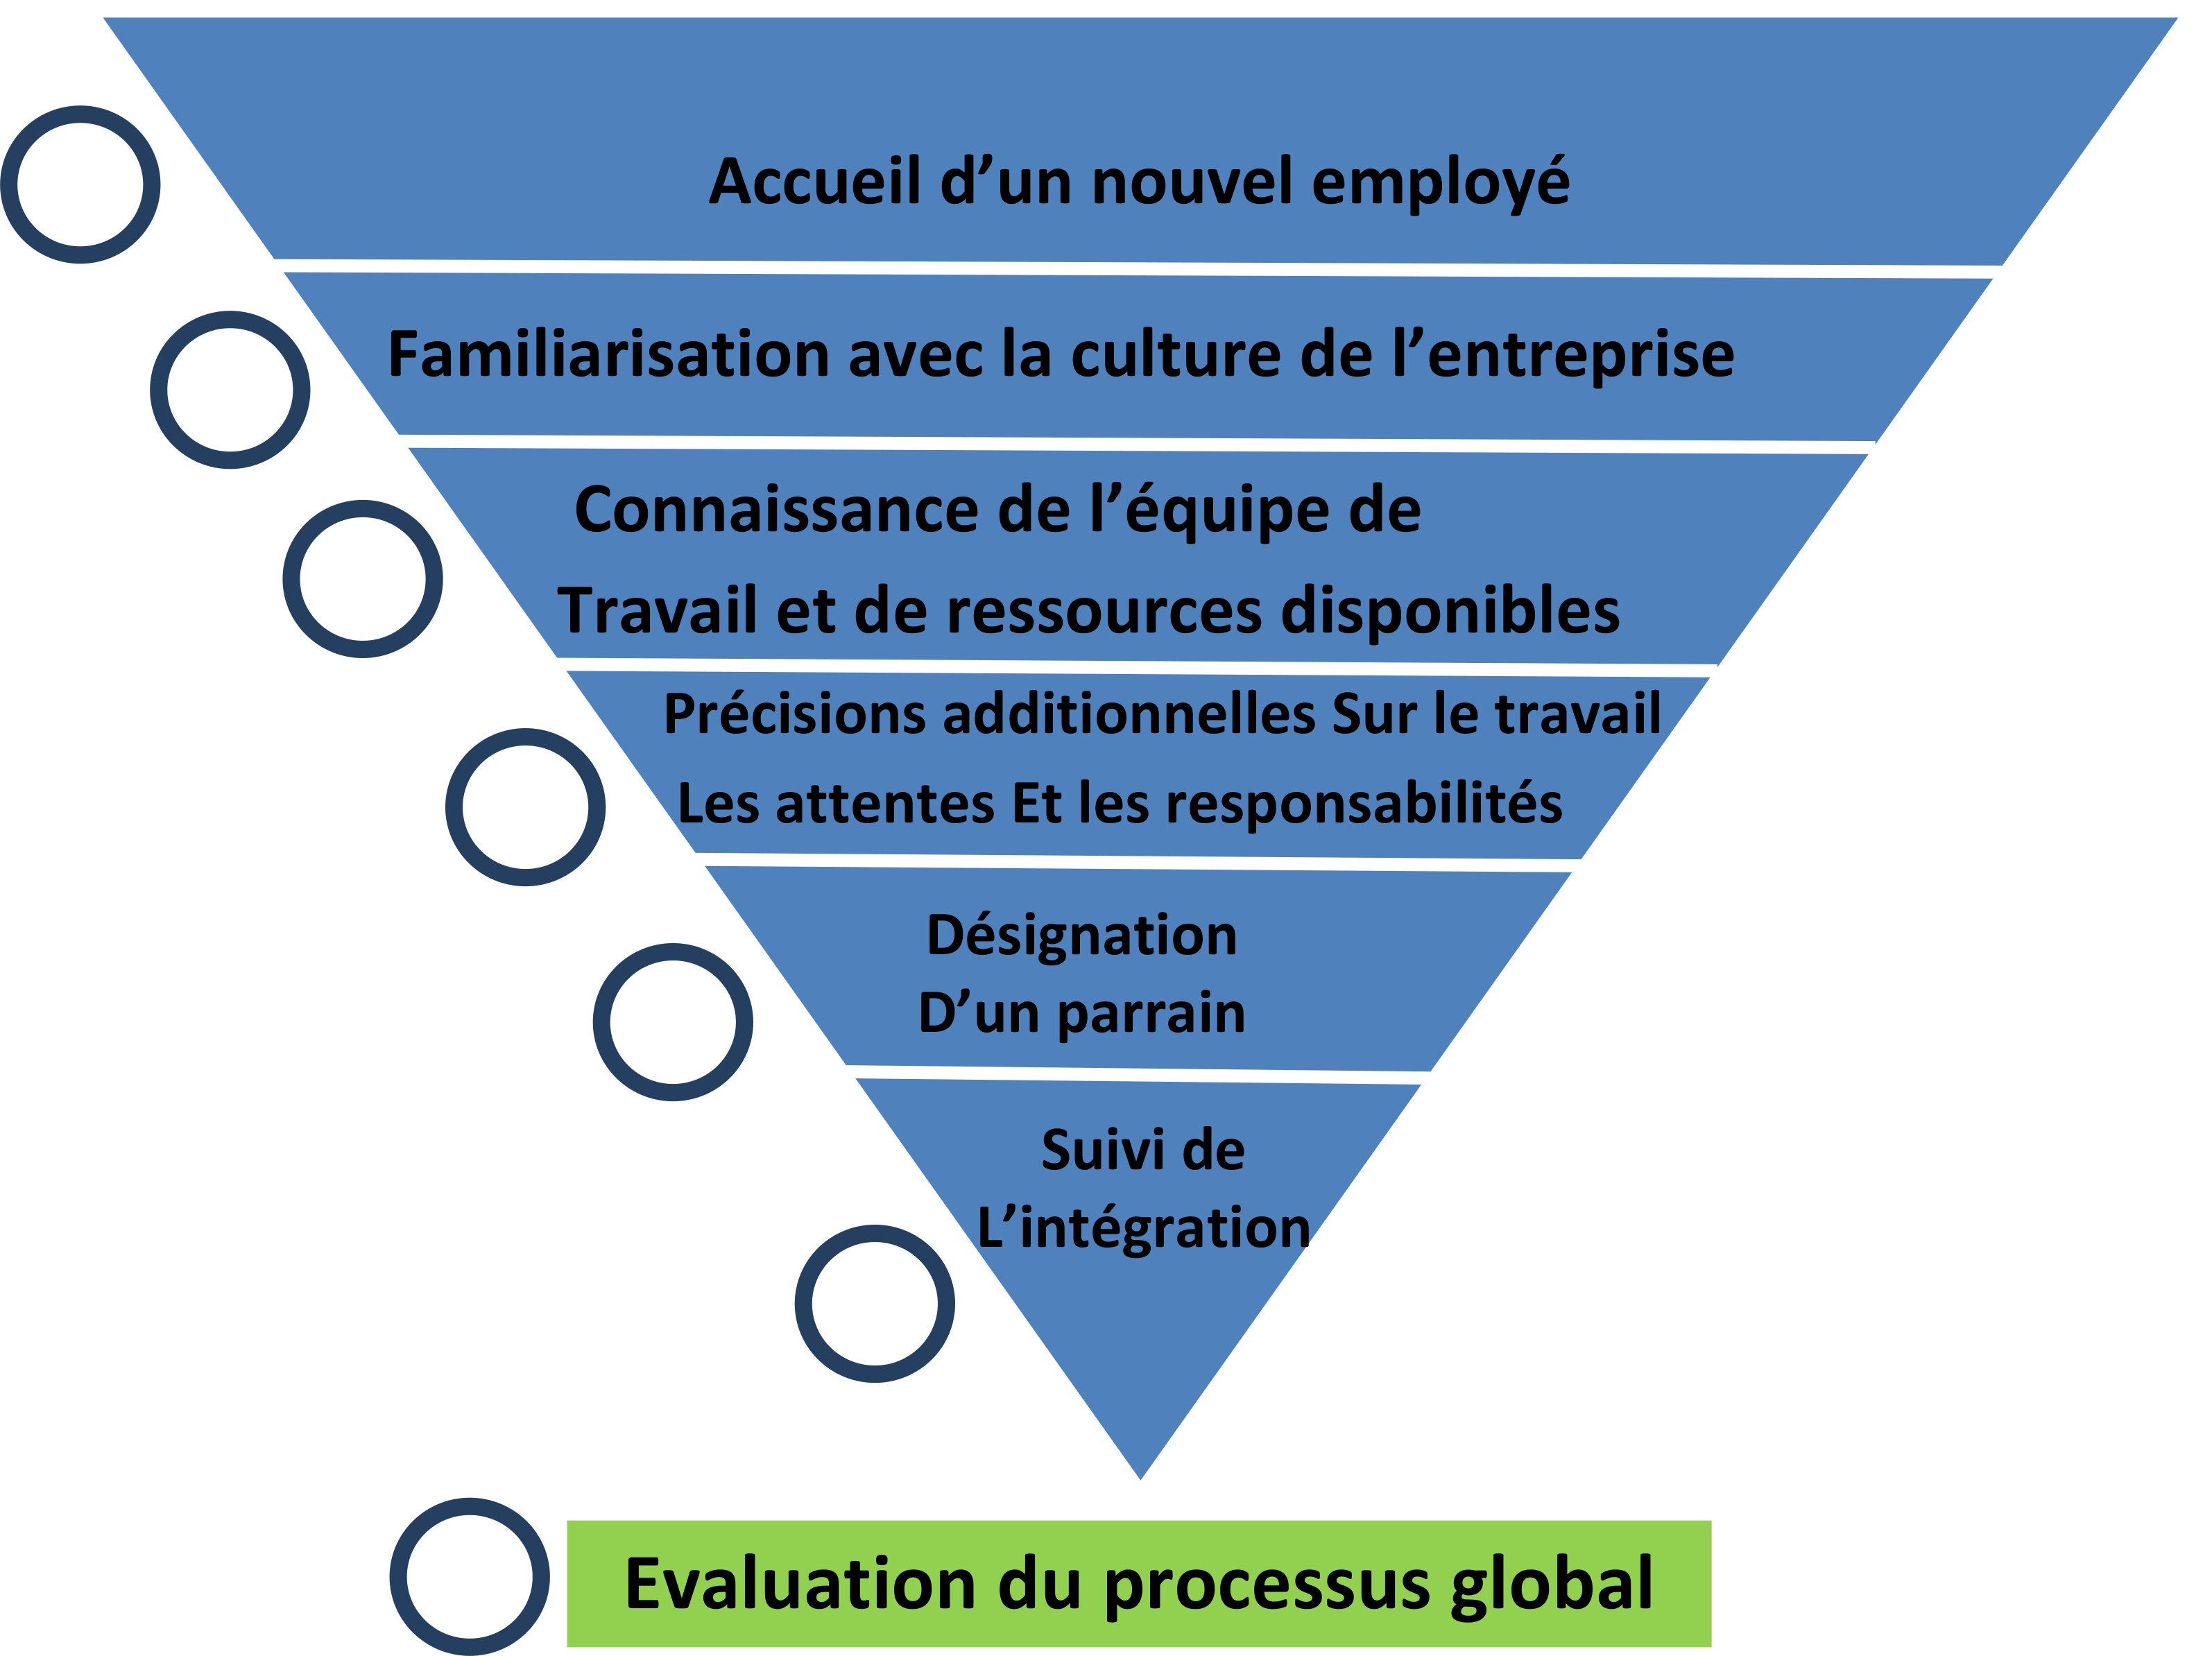 Accueil d’un nouvel employé
Familiarisation avec la culture de l’entreprise
Connaissance de l’équipe de
Travail et de ressources disponibles
Précisions additionnelles Sur le travail
Les attentes Et les responsabilités
Désignation
D’un parrain
Suivi de
L’intégration
Evaluation du processus global